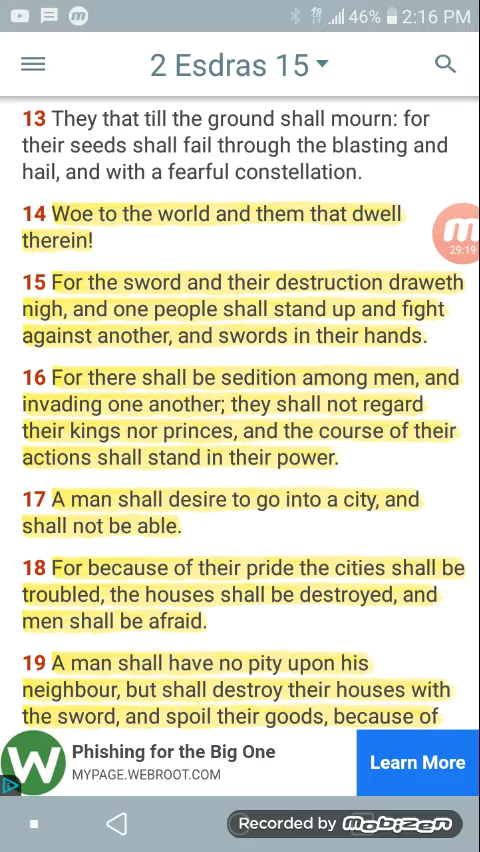 4G 46% 2:16 PM
2 Esdras 15
13 They that till the ground shall mourn: for
their seeds shall fail through the blasting and
hail, and with a fearful constellation.
14 Woe to the world and them that dwell
therein!
29:19
15 For the sword and their destruction draweth
nigh, and one people shall stand up and fight
against another, and swords in their hands.
16 For there shall be sedition among men, and
invading one another; they shall not regard
their kings nor princes, and the course of their
actions shall stand in their power.
17 A man shall desire to go into a city, and
shall not be able.
18 For because of their pride the cities shall be
troubled, the houses shall be destroyed, and
men shall be afraid.
19 A man shall have no pity upon his
neighbour, but shall destroy their houses with
the sword, and spoil their goods, because of
W
Phishing for the Big One
MYPAGE.WEBROOT.COM
Learn More
Recorded by Mobizen